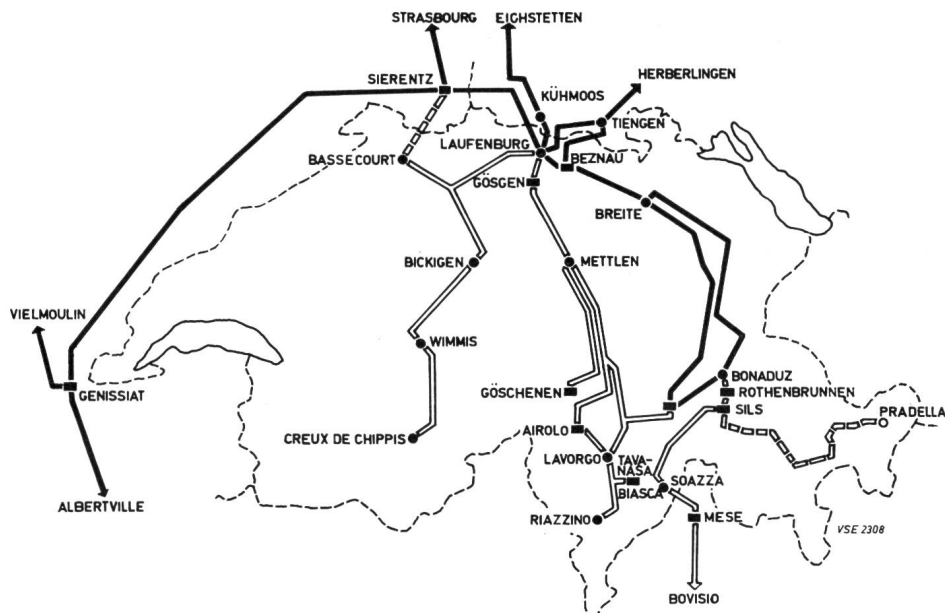 STRASBOURG
EICHSTETTEN
SIERENTZ
HERBERLINGEN
KÜHMOOS
TIENGEN
LAUFENBURG
BASSECOURT
BEZNAU
GÖSGEN
BREITE
BICKIGEN
METTLEN
VIELMOULIN
WIMMIS
GENISSIAT
BONADUZ
GÖSCHENEN
ROTHENBRUNNEN
SILS
PRADELLA
AIROLO
CREUX DE CHIPPIS
LAVORGO
TAVA-
NASA
BIASCA
SOAZZA
ALBERTVILLE
RIAZZINO
MESE
VSE 2308
BOVISIO